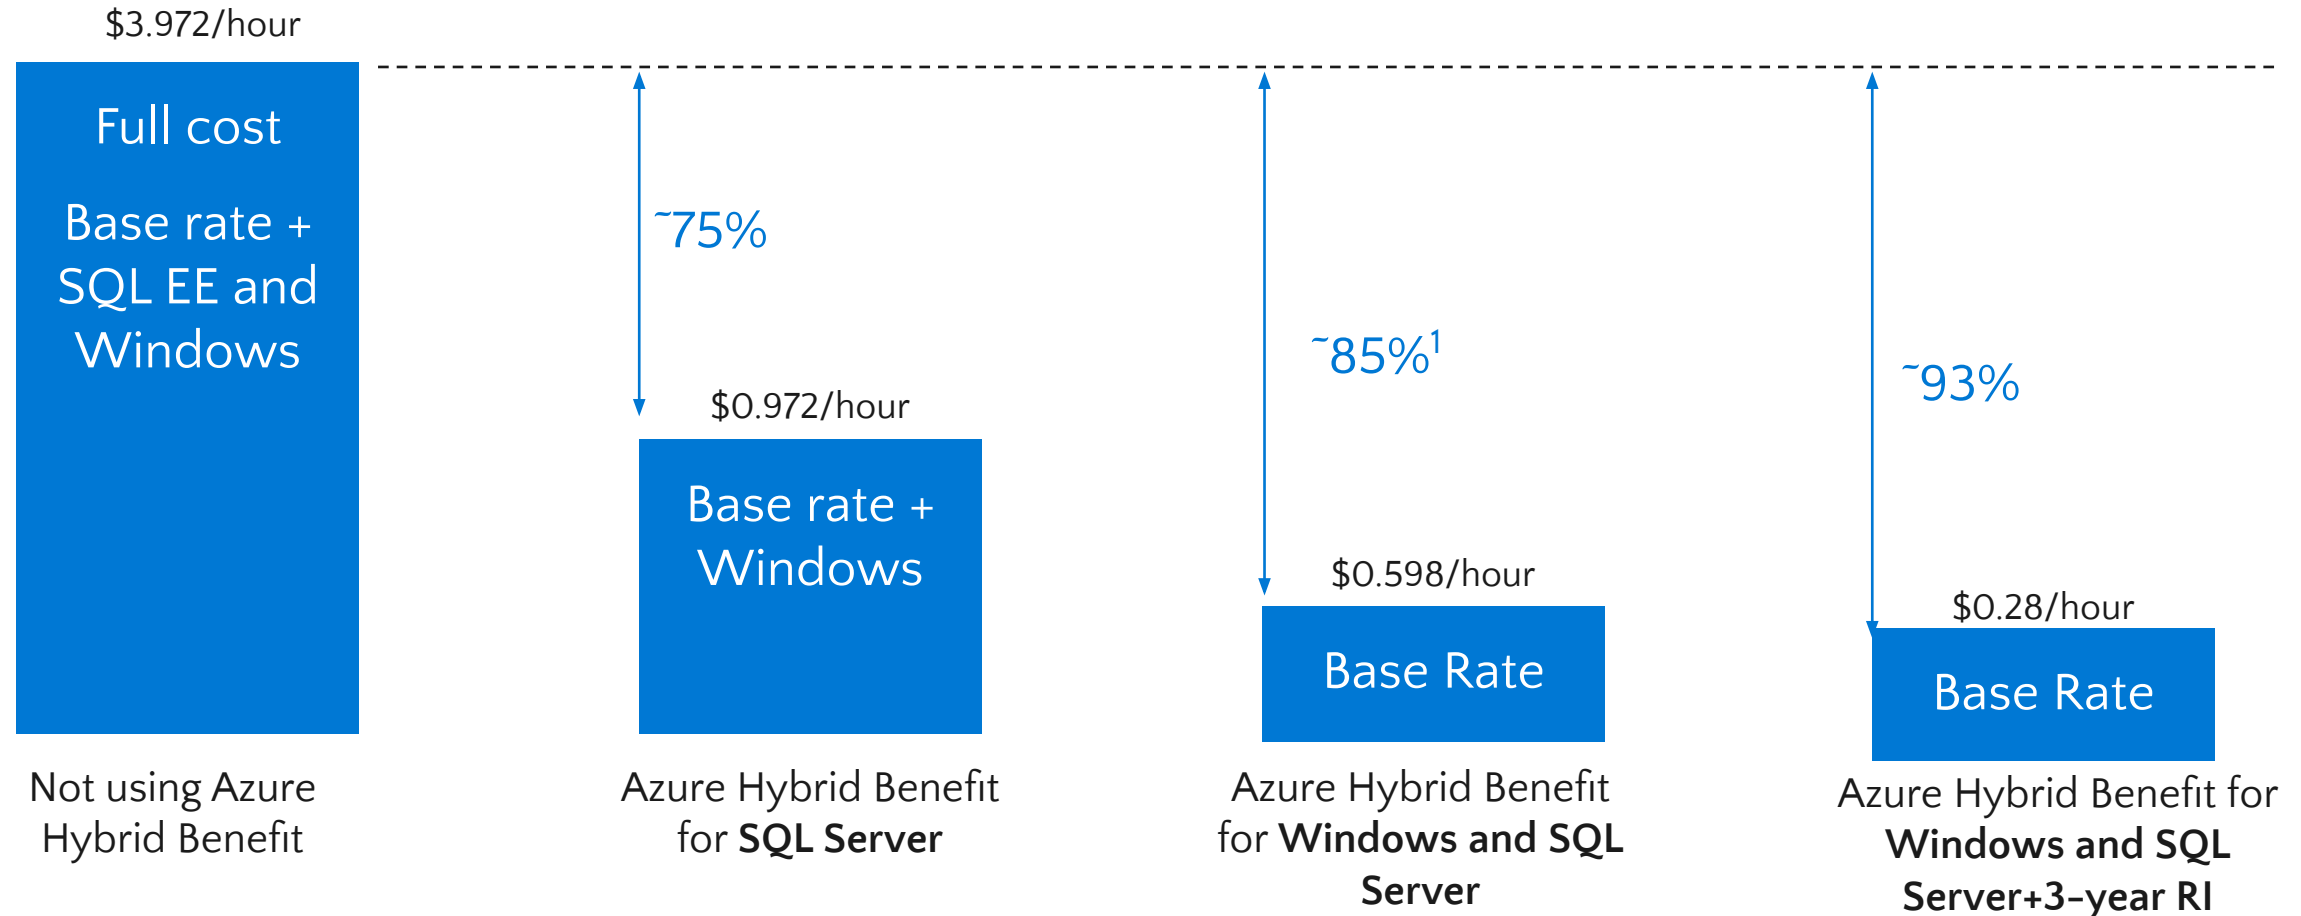 $3.972/hour
Full cost
Base rate +
SQL EE and
Windows
Not using Azure
Hybrid Benefit
~75%
$0.972/hour
Base rate +
Windows
Azure Hybrid Benefit
for SQL Server
~85%¹
$0.598/hour
Base Rate
Azure Hybrid Benefit
for Windows and SQL
Server
~93%
$0.28/hour
Base Rate
Azure Hybrid Benefit for
Windows and SQL
Server+3-year RI